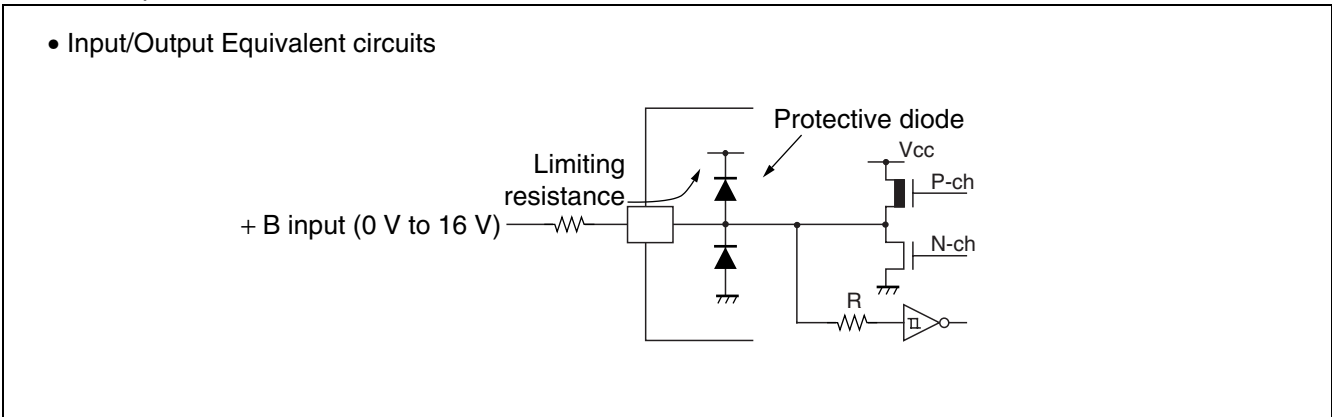 • Input/Output Equivalent circuits
Protective diode
Limiting
resistance
Vcc
P-ch
+ B input (0 V to 16 V)
N-ch
R